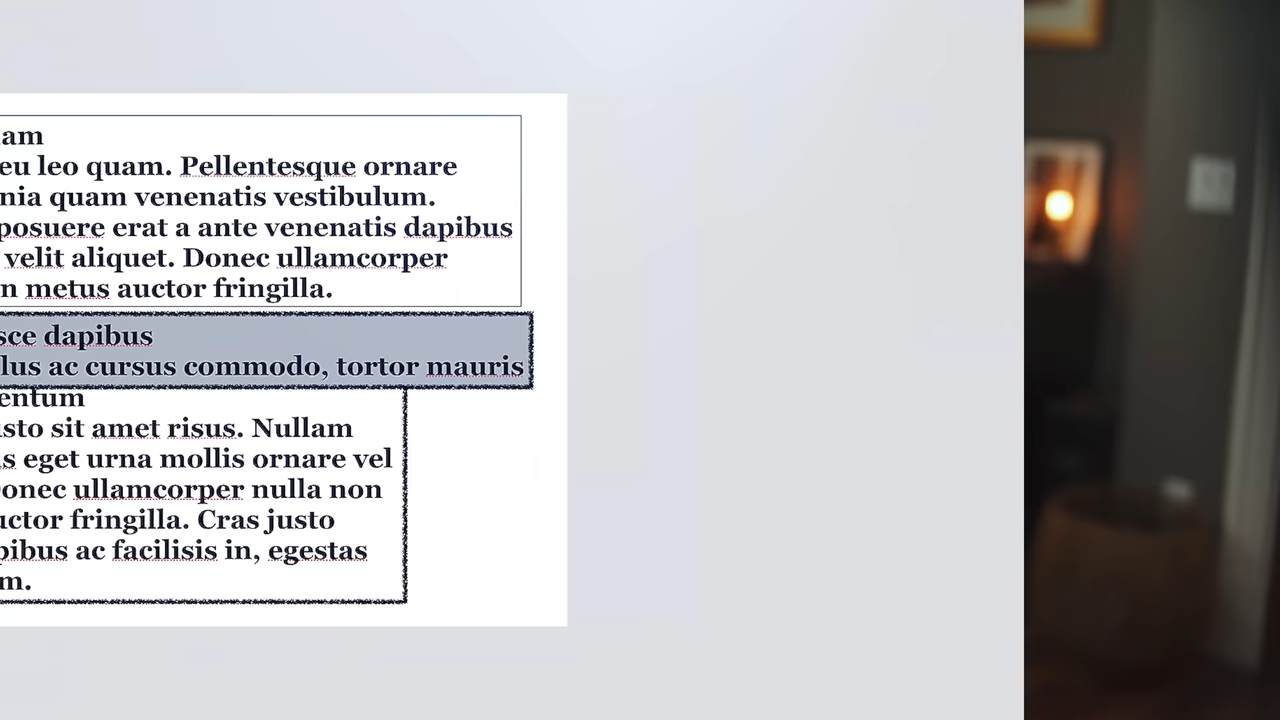 am
eu leo quam. Pellentesque ornare
nia quam venenatis vestibulum.
posuere erat a ante venenatis dapibus
velit aliquet. Donec ullamcorper
n metus auctor fringilla.
sce dapibus
lus ac cursus commodo, tortor mauris
entum
sto sit amet risus. Nullam
s eget urna mollis ornare vel
onec ullamcorper nulla non
uctor fringilla. Cras justo
pibus ac facilisis in, egestas
m.